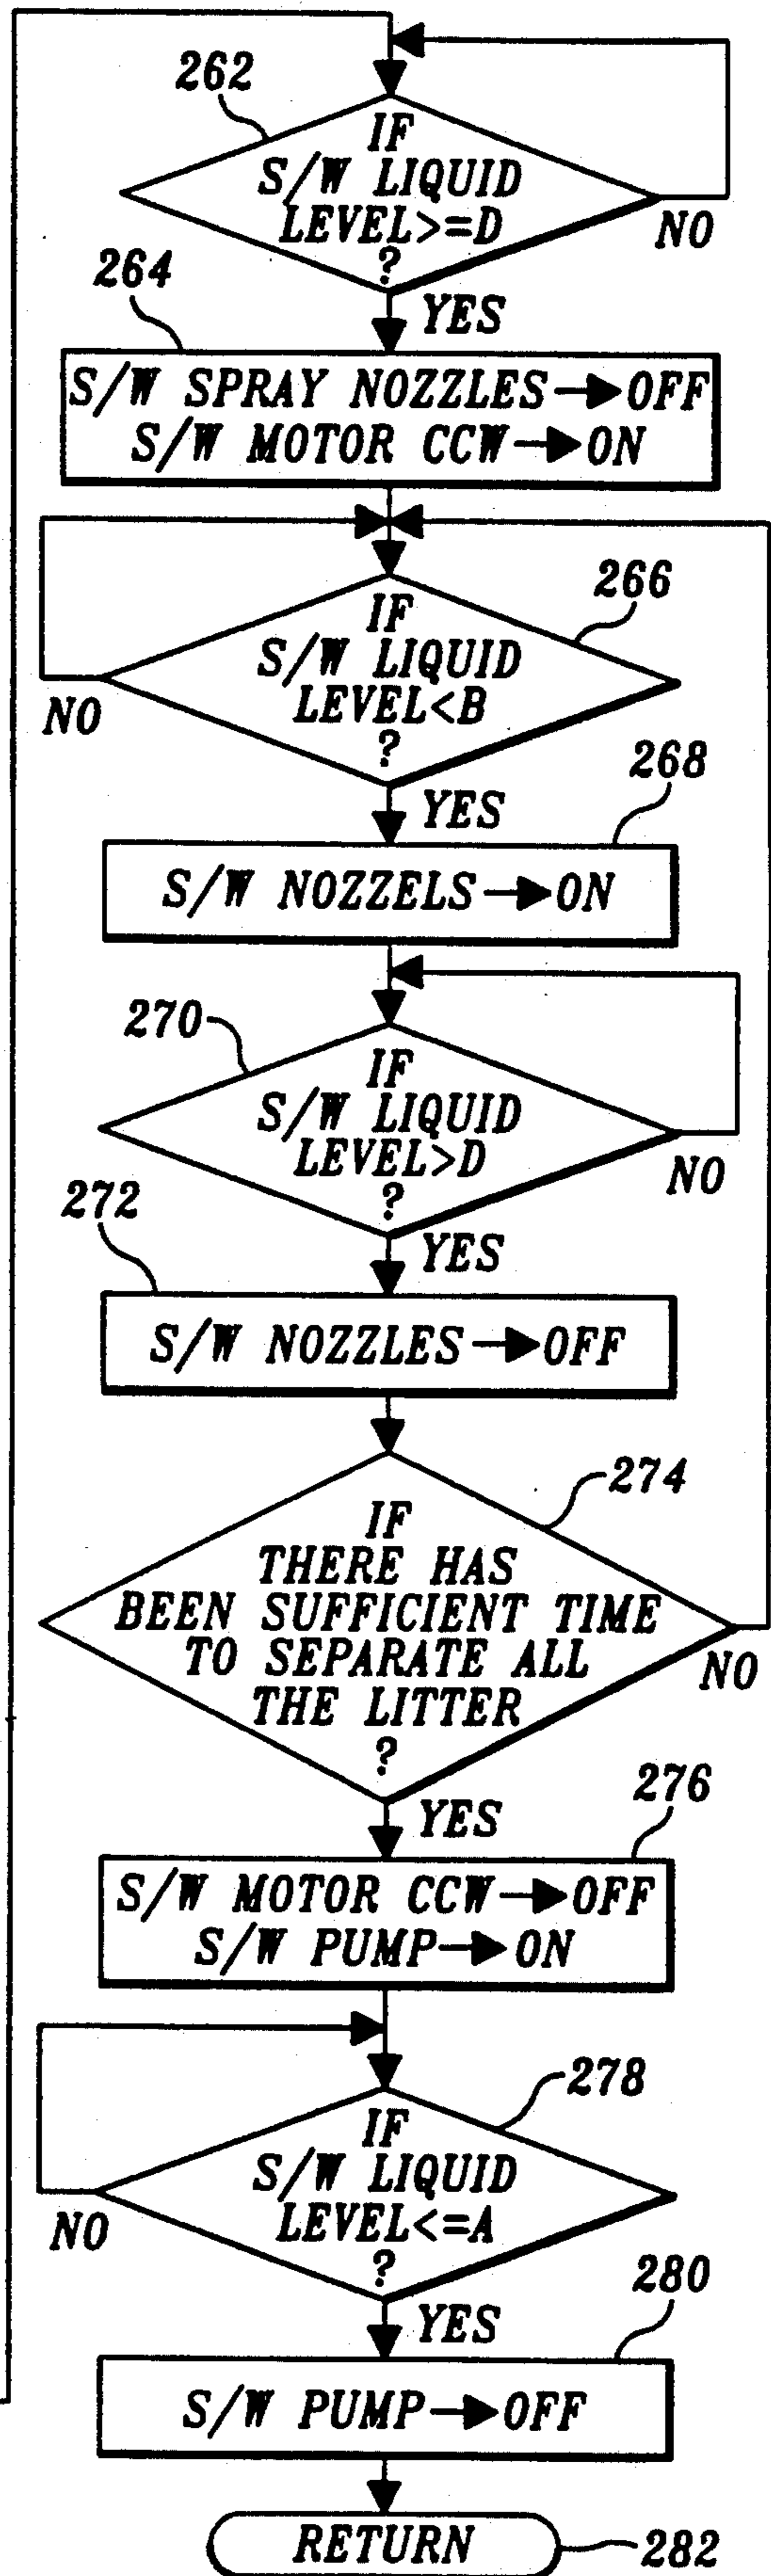 262
IF
S/W LIQUID
LEVEL>=D
?
NO
YES
264
S/W SPRAY NOZZLES→OFF
S/W MOTOR CCW→ON
266
IF
S/W LIQUID
LEVEL<B
?
NO
YES
268
S/W NOZZELS→ON
270
IF
S/W LIQUID
LEVEL>D
?
NO
YES
272
S/W NOZZLES→OFF
274
IF
THERE HAS
BEEN SUFFICIENT TIME
TO SEPARATE ALL
THE LITTER
?
NO
YES
276
S/W MOTOR CCW→OFF
S/W PUMP→ON
278
IF
S/W LIQUID
LEVEL<=A
?
NO
YES
280
S/W PUMP→OFF
RETURN
282